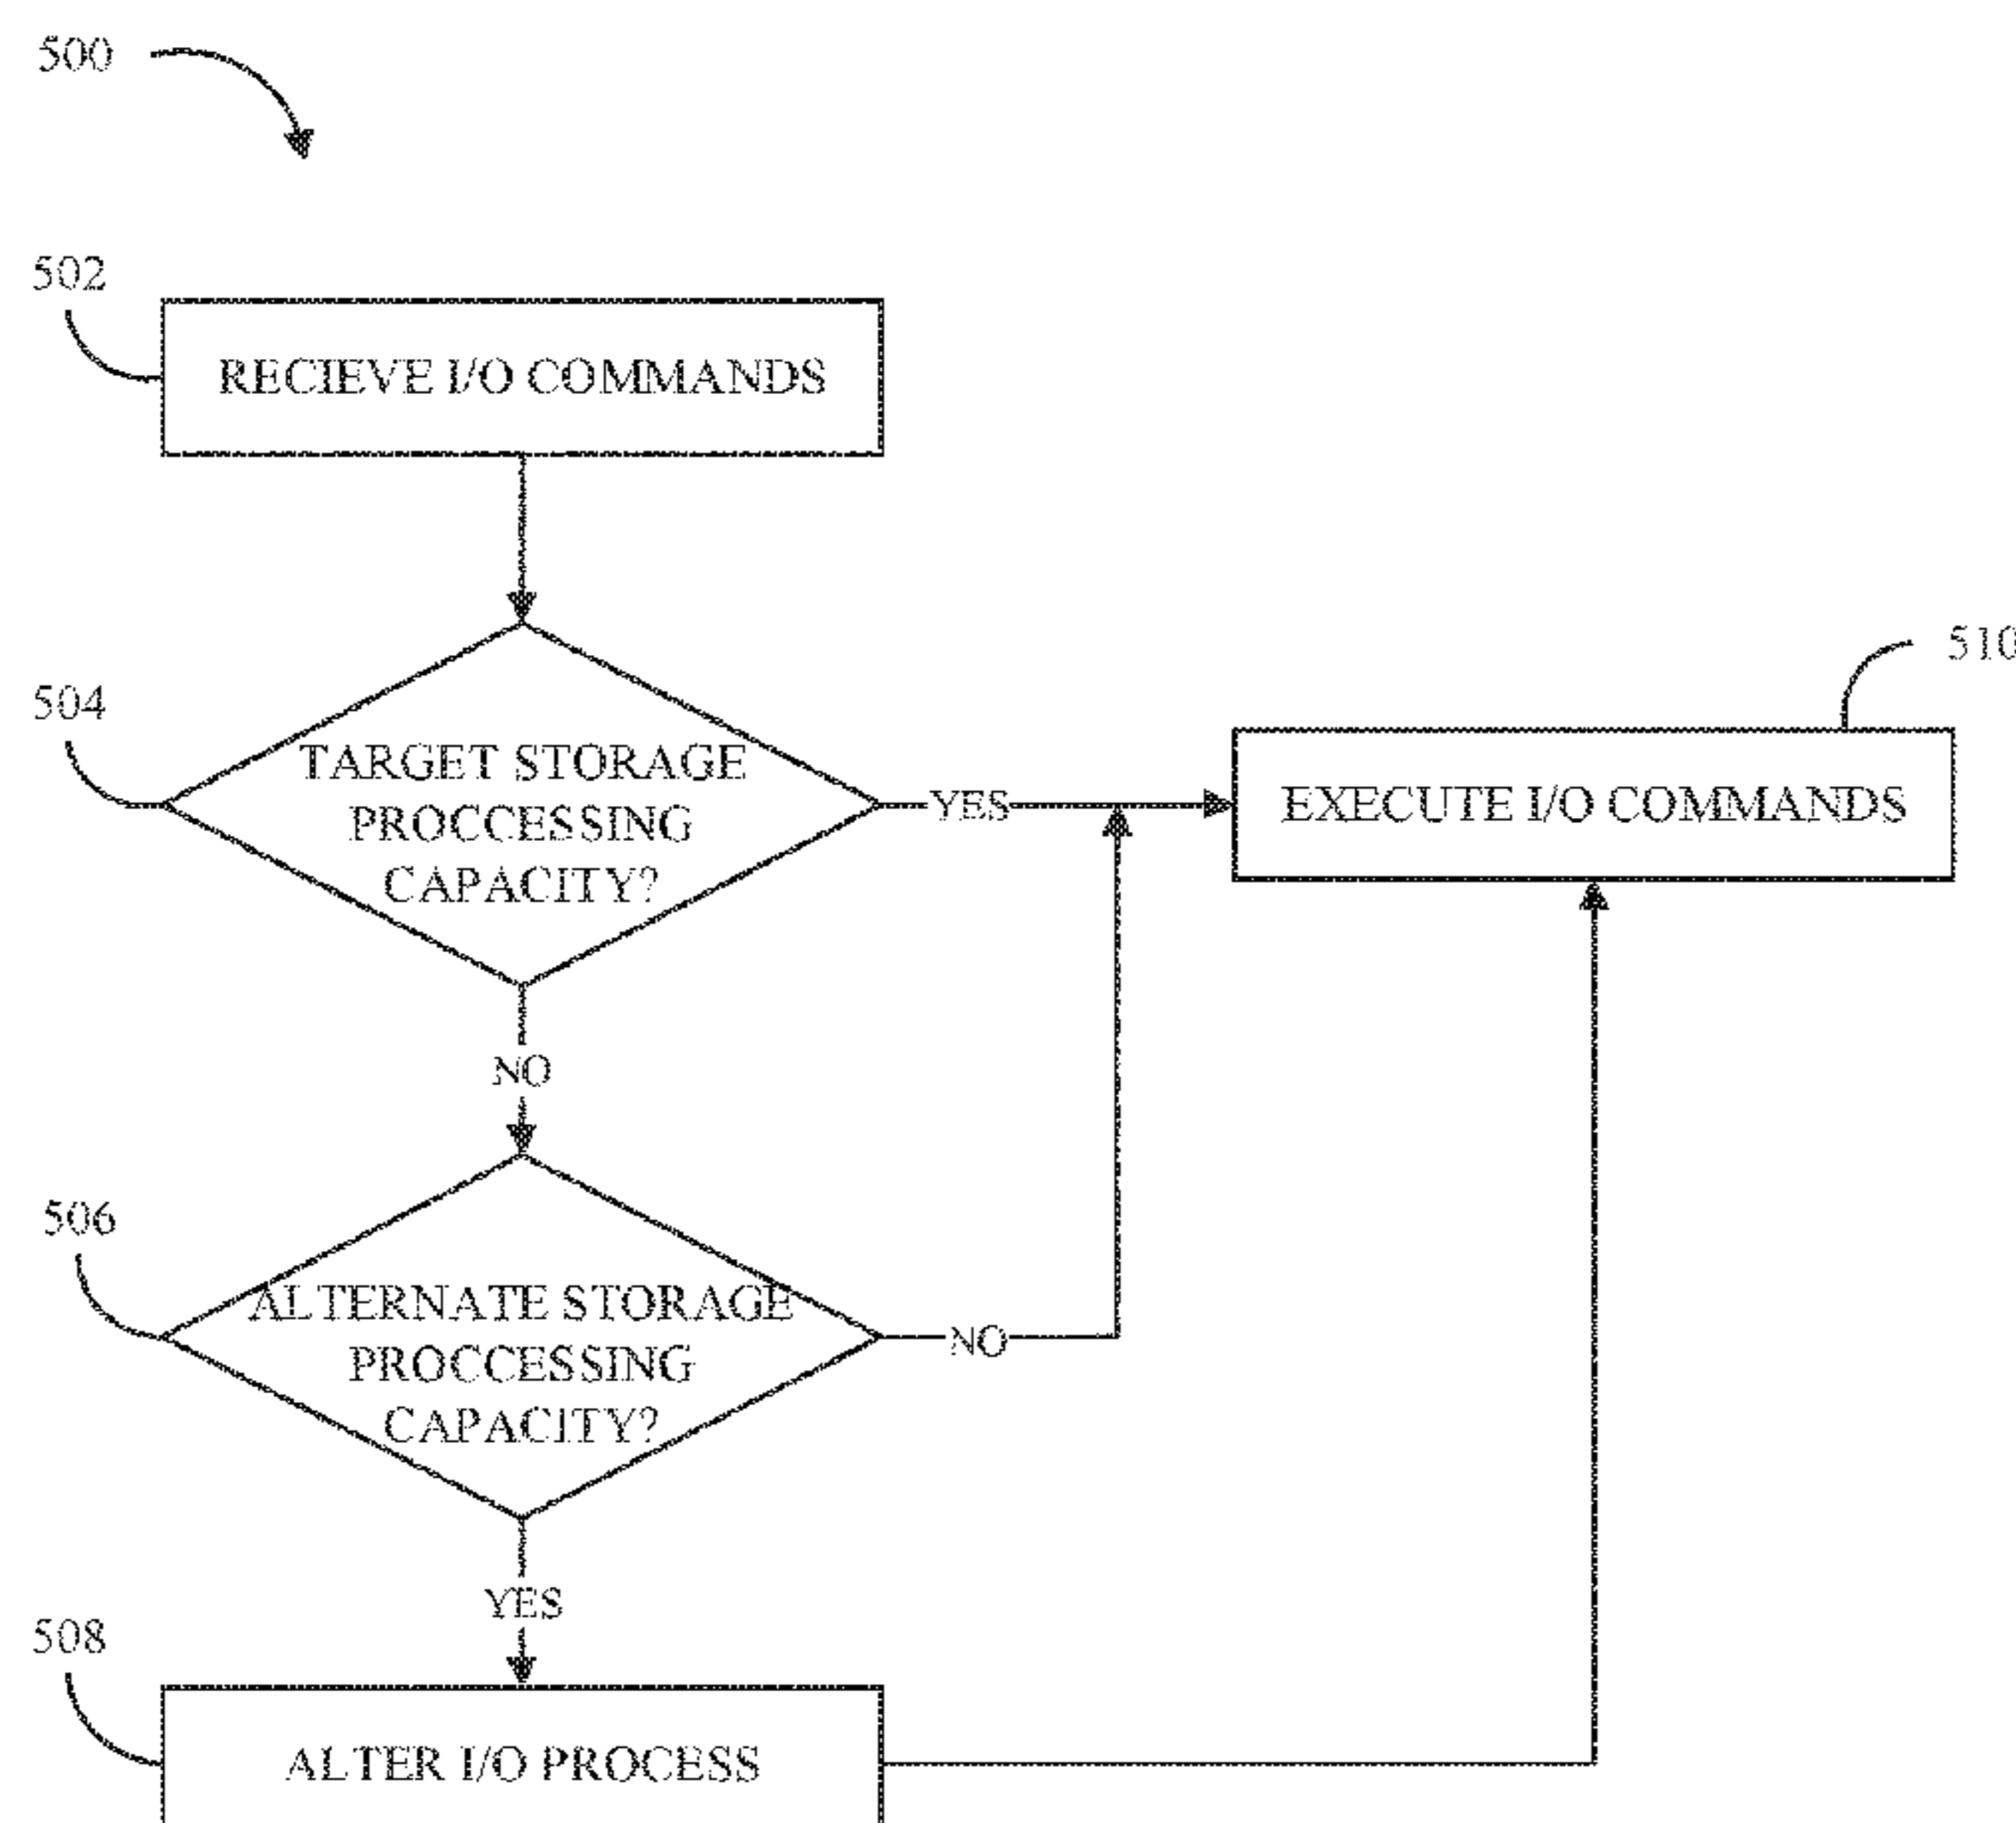 500
502
RECIEVE I/O COMMANDS
504
TARGET STORAGE
PROCCESSING
CAPACITY?
YES
510
EXECUTE I/O COMMANDS
NO
506
ALTERNATE STORAGE
PROCCESSING
CAPACITY?
NO
YES
508
ALTER I/O PROCESS